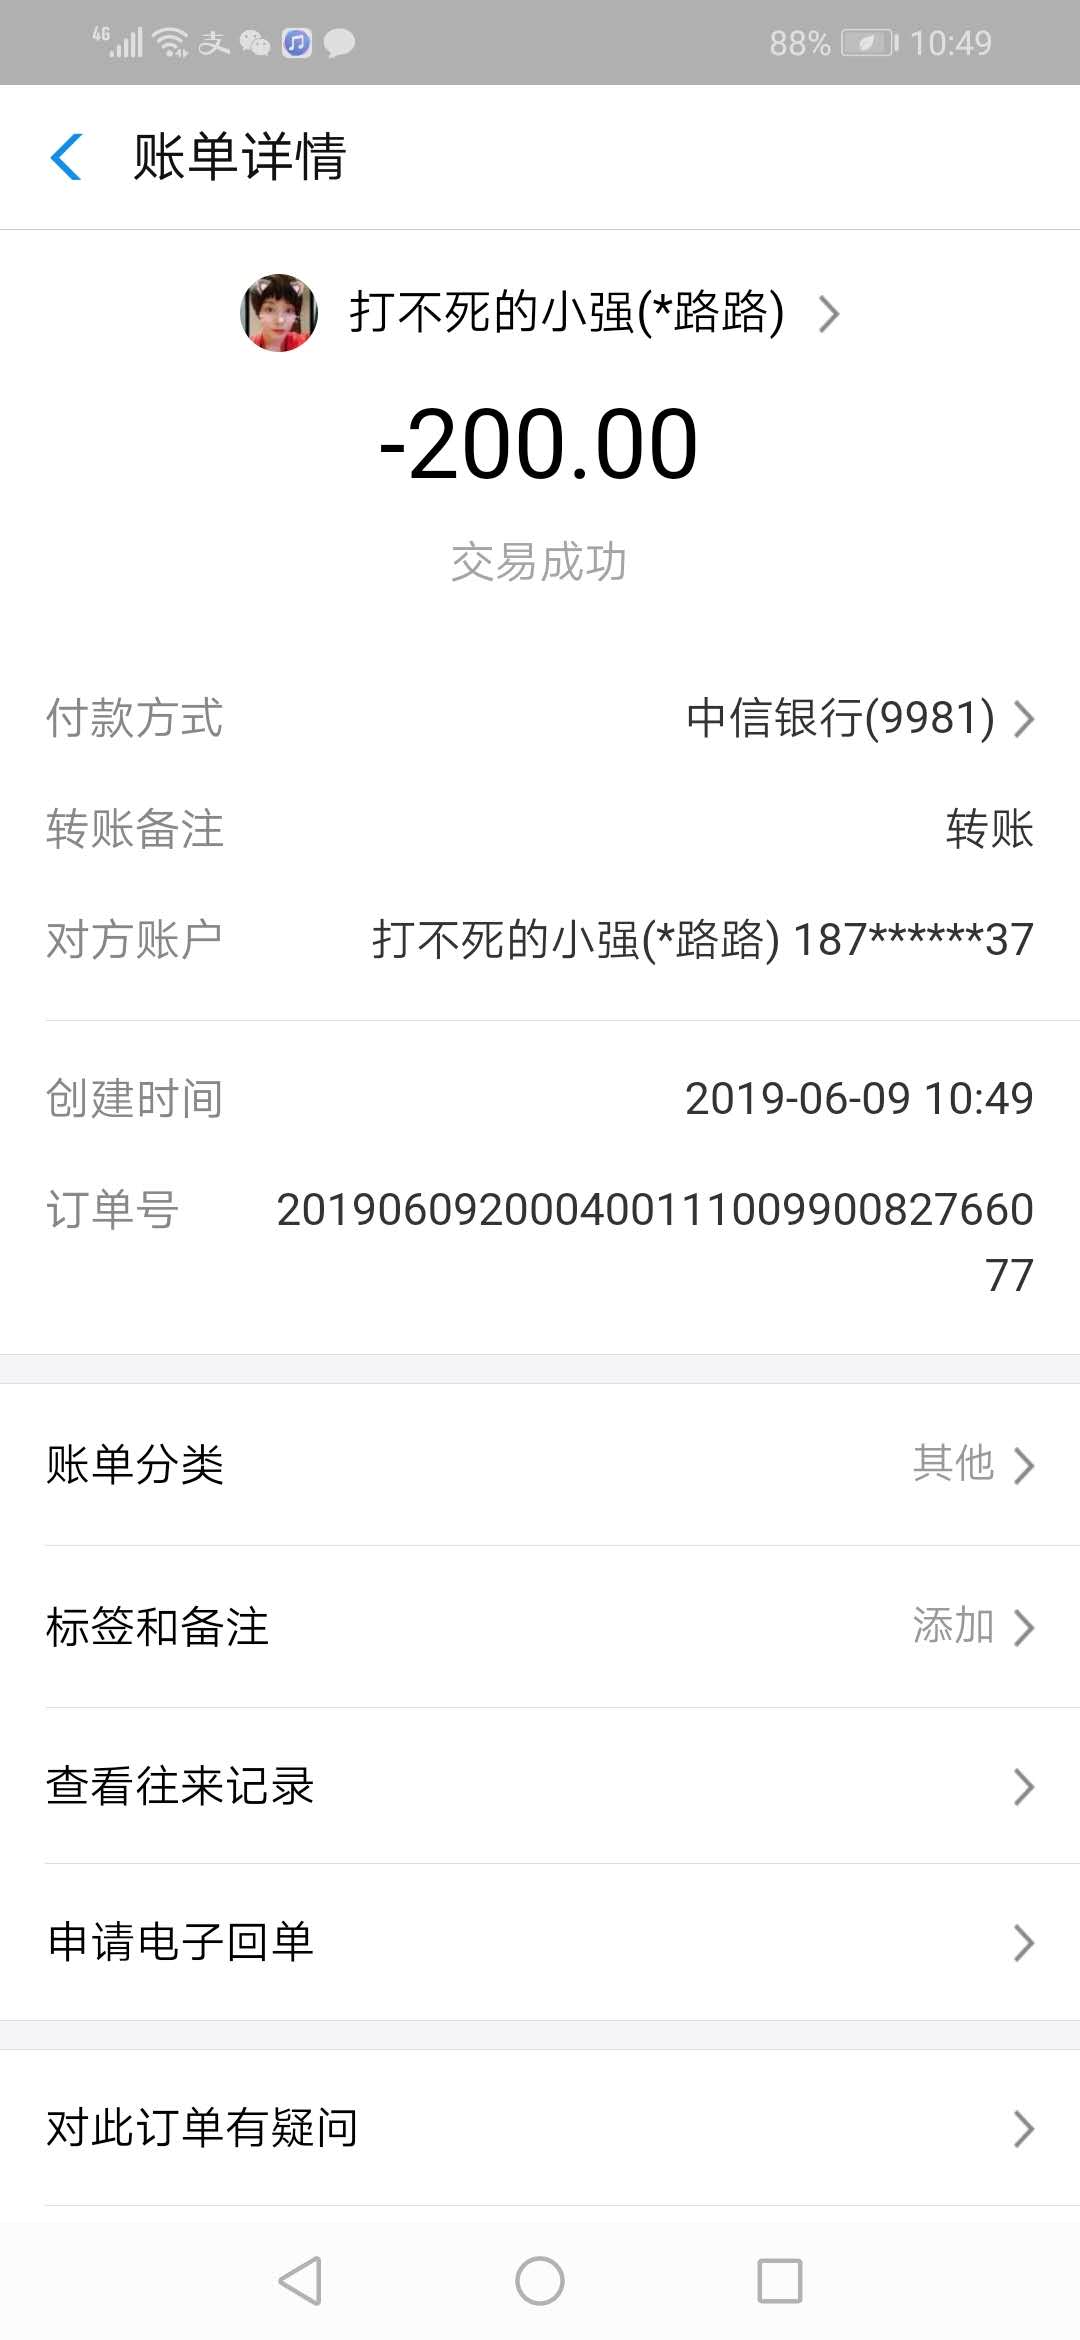 4G 88% 10:49
账单详情
打不死的小强(*路路)
-200.00
交易成功
付款方式 中信银行(9981)
转账备注 转账
对方账户 打不死的小强(*路路) 187******37
创建时间 2019-06-09 10:49
订单号 201906092000400111009900827660
77
账单分类 其他
标签和备注 添加
查看往来记录
申请电子回单
对此订单有疑问